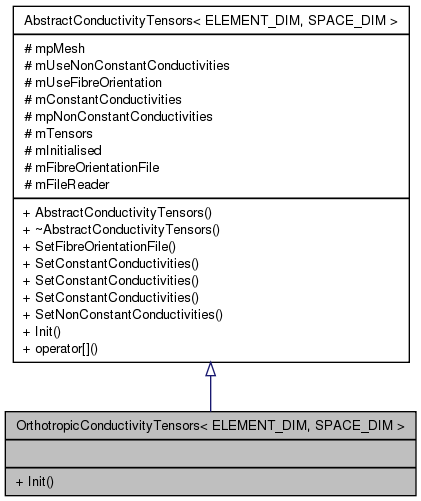 AbstractConductivityTensors< ELEMENT_DIM, SPACE_DIM >
# mpMesh
# mUseNonConstantConductivities
# mUseFibreOrientation
# mConstantConductivities
# mpNonConstantConductivities
# mTensors
# mInitialised
# mFibreOrientationFile
# mFileReader
+ AbstractConductivityTensors()
+ ~AbstractConductivityTensors()
+ SetFibreOrientationFile()
+ SetConstantConductivities()
+ SetConstantConductivities()
+ SetConstantConductivities()
+ SetNonConstantConductivities()
+ Init()
+ operator[]()
OrthotropicConductivityTensors< ELEMENT_DIM, SPACE_DIM >
+ Init()